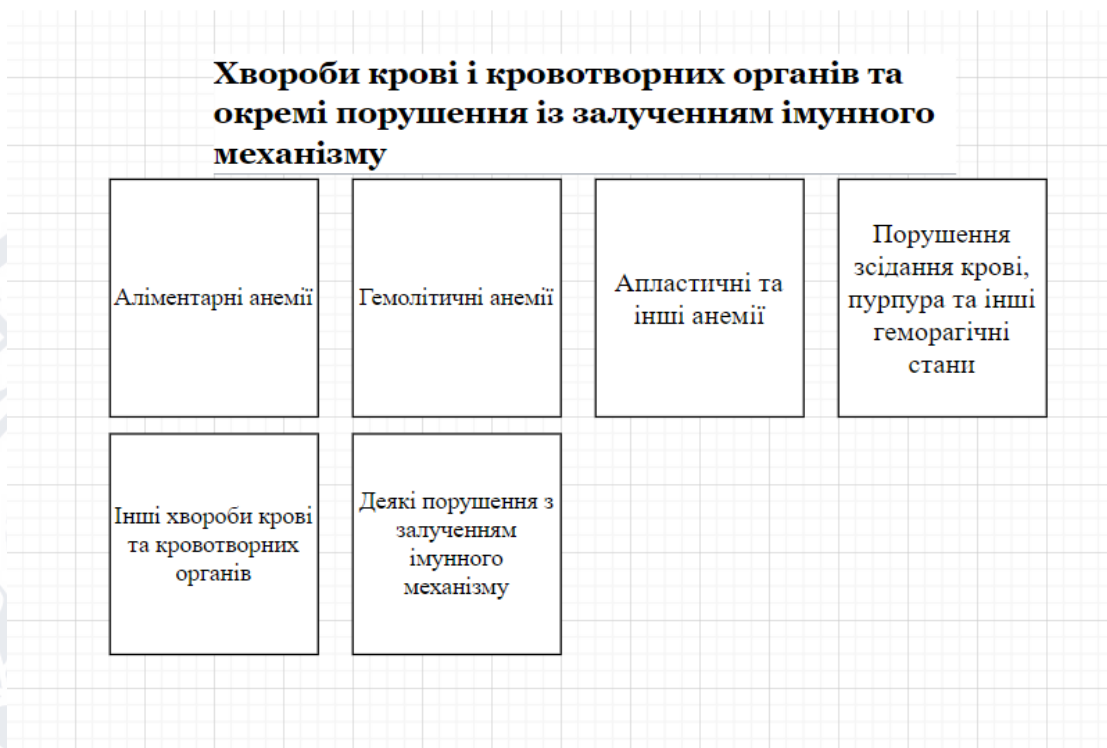 Хвороби крові і кровотворних органів та
окремі порушення із залученням імунного
механізму
Аліментарні анемії
Гемолітичні анемії
Апластичні та
інші анемії
Порушення
зсідання крові,
пурпура та інші
геморагічні
стани
Інші хвороби крові
та кровотворних
органів
Деякі порушення з
залученням
імунного
механізму